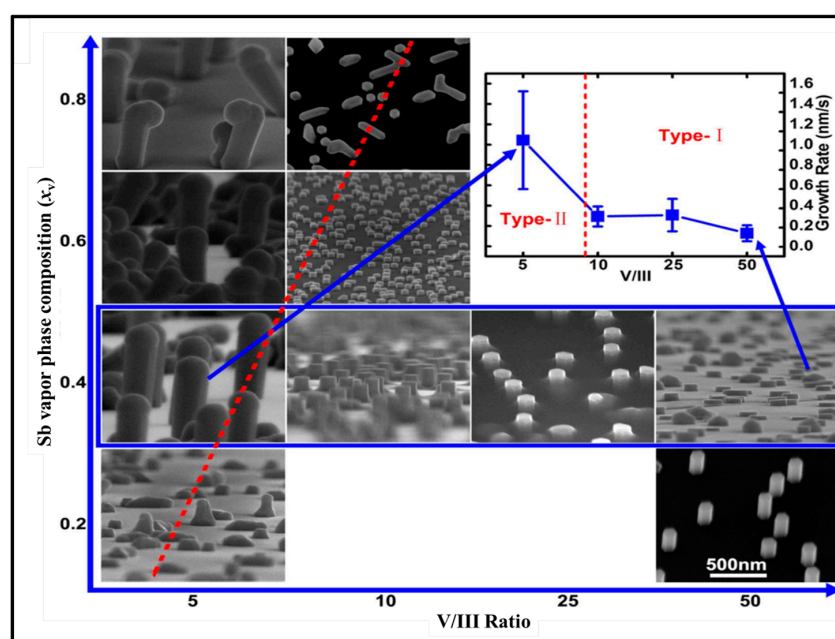 Sb vapor phase composition (xv)
0.8
0.6
0.4
0.2
Type-I
Type-II
1.6
1.4
1.2
1.0
0.8
0.6
0.4
0.2
0.0
Growth Rate (nm/s)
5 10 25 50
V/III
500nm
5 10 25 50
V/III Ratio